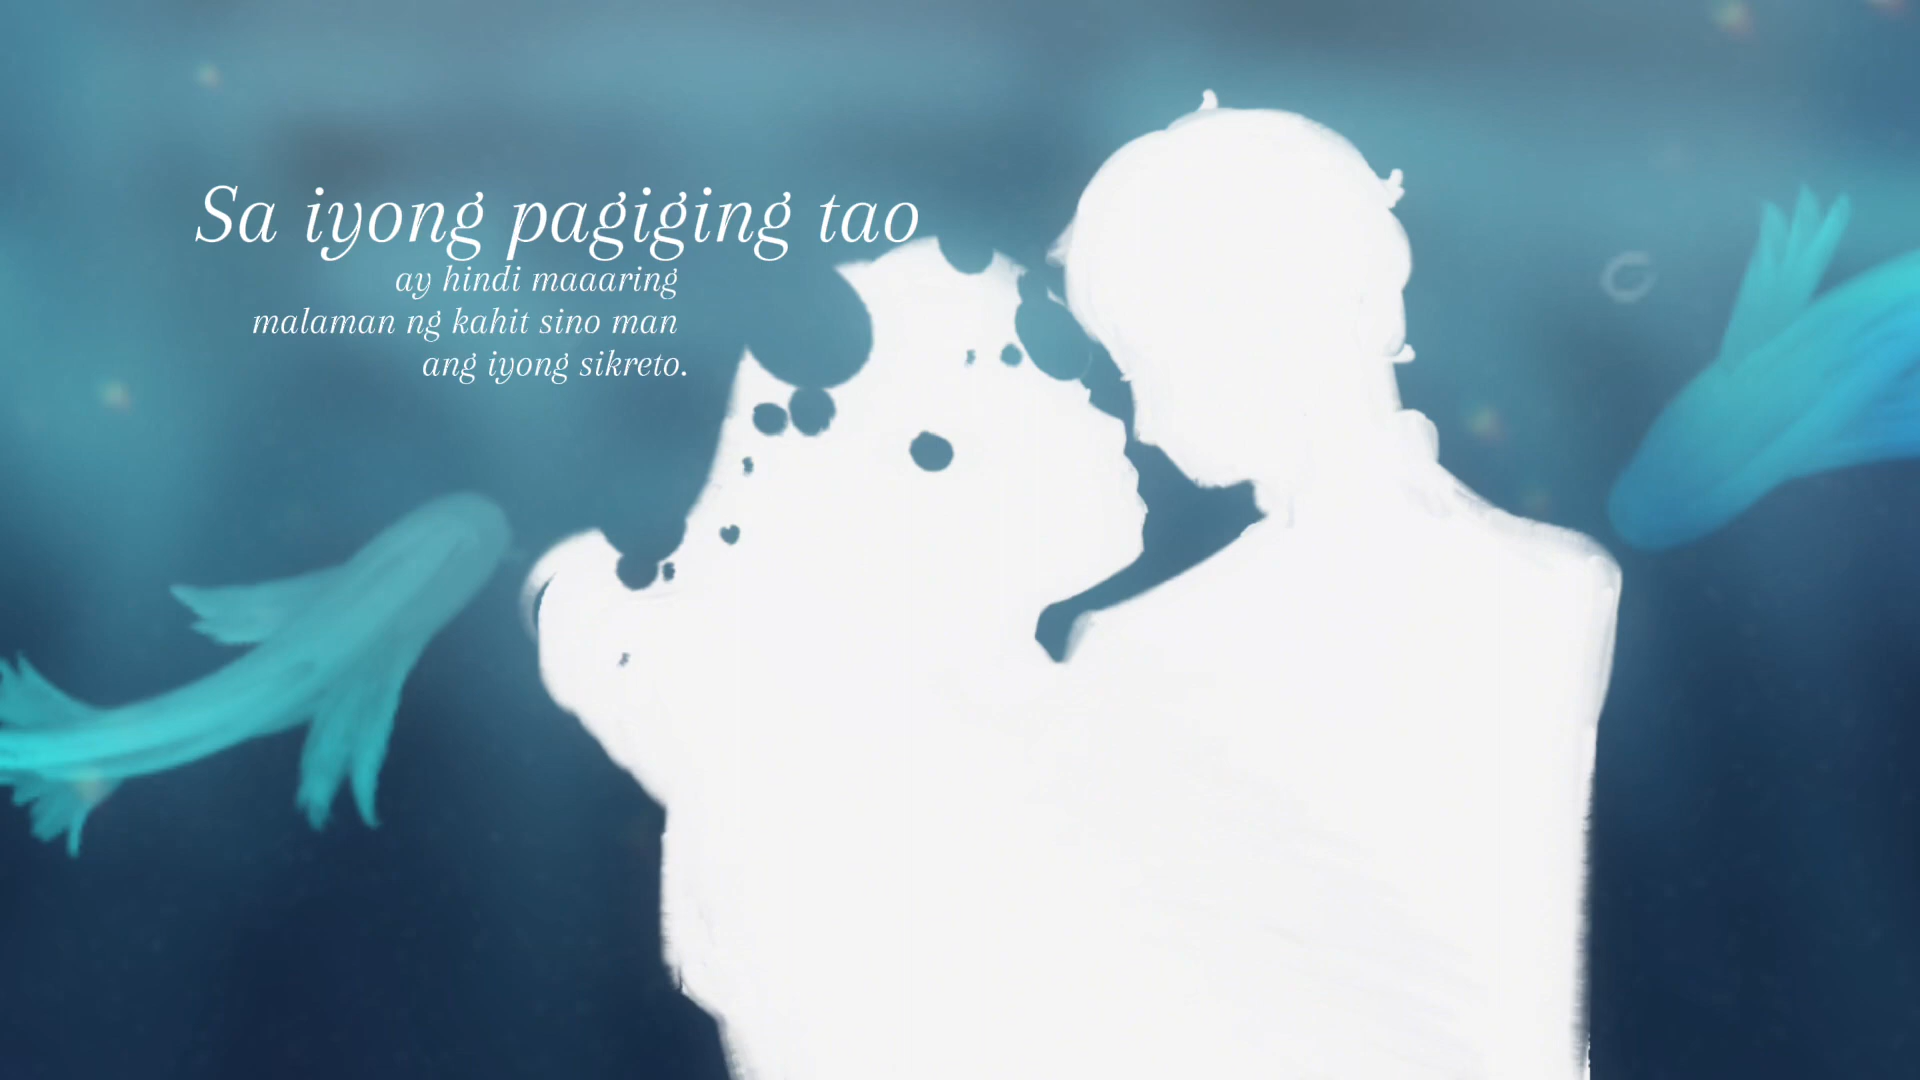 Sa iyong pagiging tao
ay hindi maaaring
malaman ng kahit sino man
ang iyong sikreto.